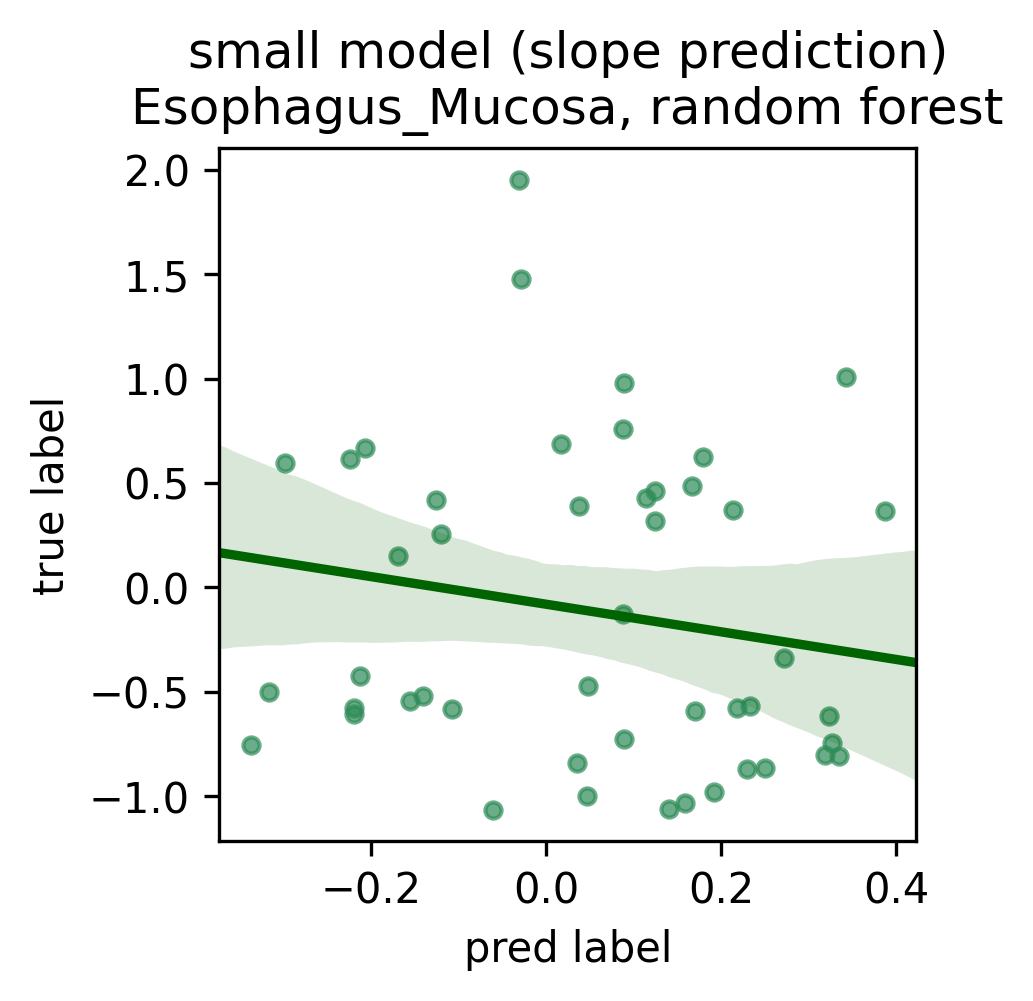 small model (slope prediction)
Esophagus_Mucosa, random forest
2.0
1.5
1.0
0.5
0.0
−0.5
−1.0
true label
−0.2
0.0
0.2
0.4
pred label